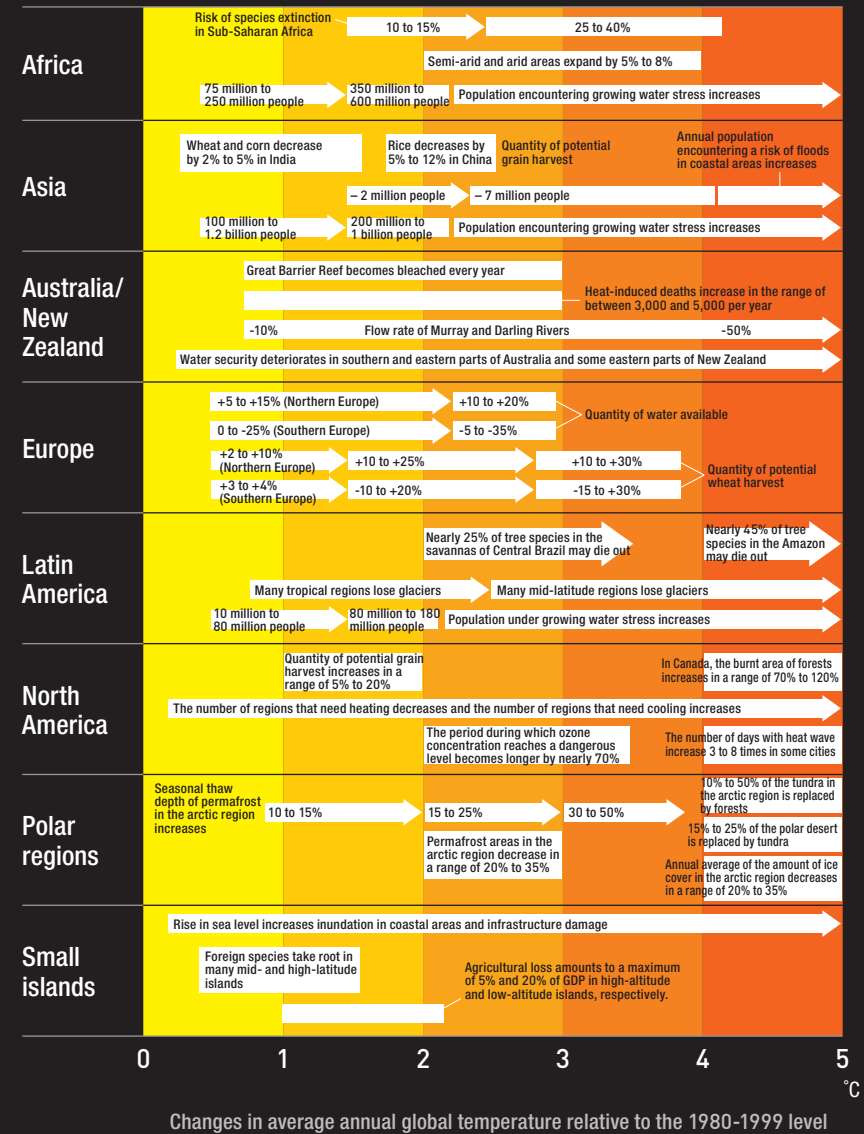 Africa
Risk of species extinction
in Sub-Saharan Africa
10 to 15%
25 to 40%
Semi-arid and arid areas expand by 5% to 8%
75 million to
250 million people
350 million to
600 million people
Population encountering growing water stress increases
Asia
Wheat and corn decrease
by 2% to 5% in India
Rice decreases by
5% to 12% in China
Quantity of potential
grain harvest
Annual population
encountering a risk of floods
in coastal areas increases
– 2 million people
– 7 million people
100 million to
1.2 billion people
200 million to
1 billion people
Population encountering growing water stress increases
Australia/
New
Zealand
Great Barrier Reef becomes bleached every year
Heat-induced deaths increase in the range of
between 3,000 and 5,000 per year
-10%
Flow rate of Murray and Darling Rivers
-50%
Water security deteriorates in southern and eastern parts of Australia and some eastern parts of New Zealand
Europe
+5 to +15% (Northern Europe)
+10 to +20%
0 to -25% (Southern Europe)
-5 to -35%
Quantity of water available
+2 to +10%
(Northern Europe)
+10 to +25%
+10 to +30%
+3 to +4%
(Southern Europe)
-10 to +20%
-15 to +30%
Quantity of potential
wheat harvest
Latin
America
Nearly 25% of tree species in the
savannas of Central Brazil may die out
Nearly 45% of tree
species in the Amazon
may die out
Many tropical regions lose glaciers
Many mid-latitude regions lose glaciers
10 million to
80 million people
80 million to 180
million people
Population under growing water stress increases
North
America
Quantity of potential grain
harvest increases in a
range of 5% to 20%
In Canada, the burnt area of forests
increases in a range of 70% to 120%
The number of regions that need heating decreases and the number of regions that need cooling increases
The period during which ozone
concentration reaches a dangerous
level becomes longer by nearly 70%
The number of days with heat wave
increase 3 to 8 times in some cities
Polar
regions
Seasonal thaw
depth of permafrost
in the arctic region
increases
10 to 15%
15 to 25%
30 to 50%
10% to 50% of the tundra in
the arctic region is replaced
by forests
Permafrost areas in the
arctic region decrease in
a range of 20% to 35%
15% to 25% of the polar desert
is replaced by tundra
Annual average of the amount of ice
cover in the arctic region decreases
in a range of 20% to 35%
Small
islands
Rise in sea level increases inundation in coastal areas and infrastructure damage
Foreign species take root in
many mid- and high-latitude
islands
Agricultural loss amounts to a maximum
of 5% and 20% of GDP in high-altitude
and low-altitude islands, respectively.
0
1
2
3
4
5
°C
Changes in average annual global temperature relative to the 1980-1999 level